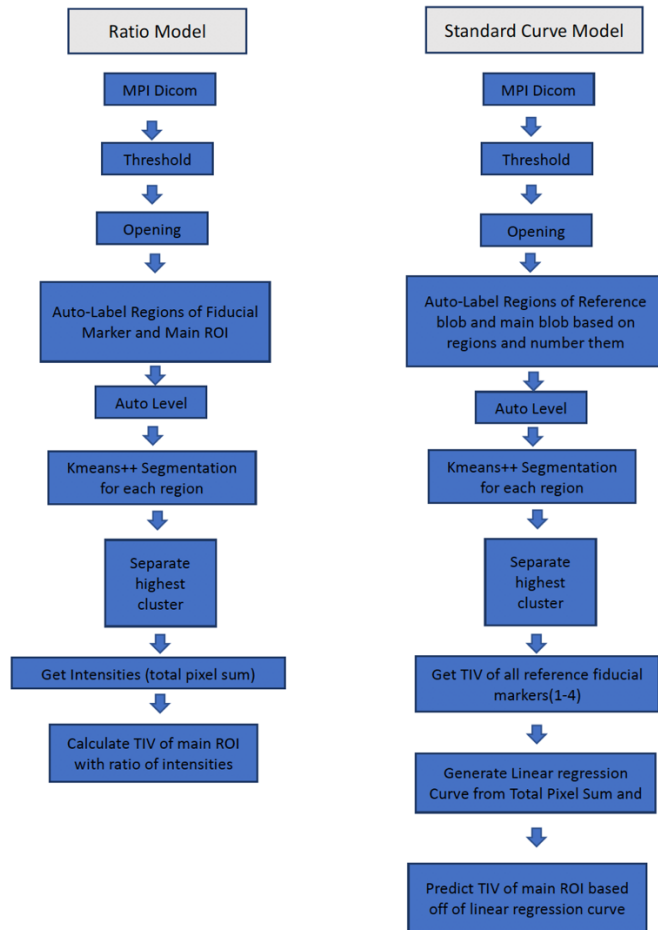 Ratio Model
MPI Dicom
Threshold
Opening
Auto-Label Regions of Fiducial
Marker and Main ROI
Auto Level
Kmeans++ Segmentation
for each region
Separate
highest
cluster
Get Intensities (total pixel sum)
Calculate TIV of main ROI
with ratio of intensities
Standard Curve Model
MPI Dicom
Threshold
Opening
Auto-Label Regions of Reference
blob and main blob based on
regions and number them
Auto Level
Kmeans++ Segmentation
for each region
Separate
highest
cluster
Get TIV of all reference fiducial
markers(1-4)
Generate Linear regression
Curve from Total Pixel Sum and
Predict TIV of main ROI based
off of linear regression curve